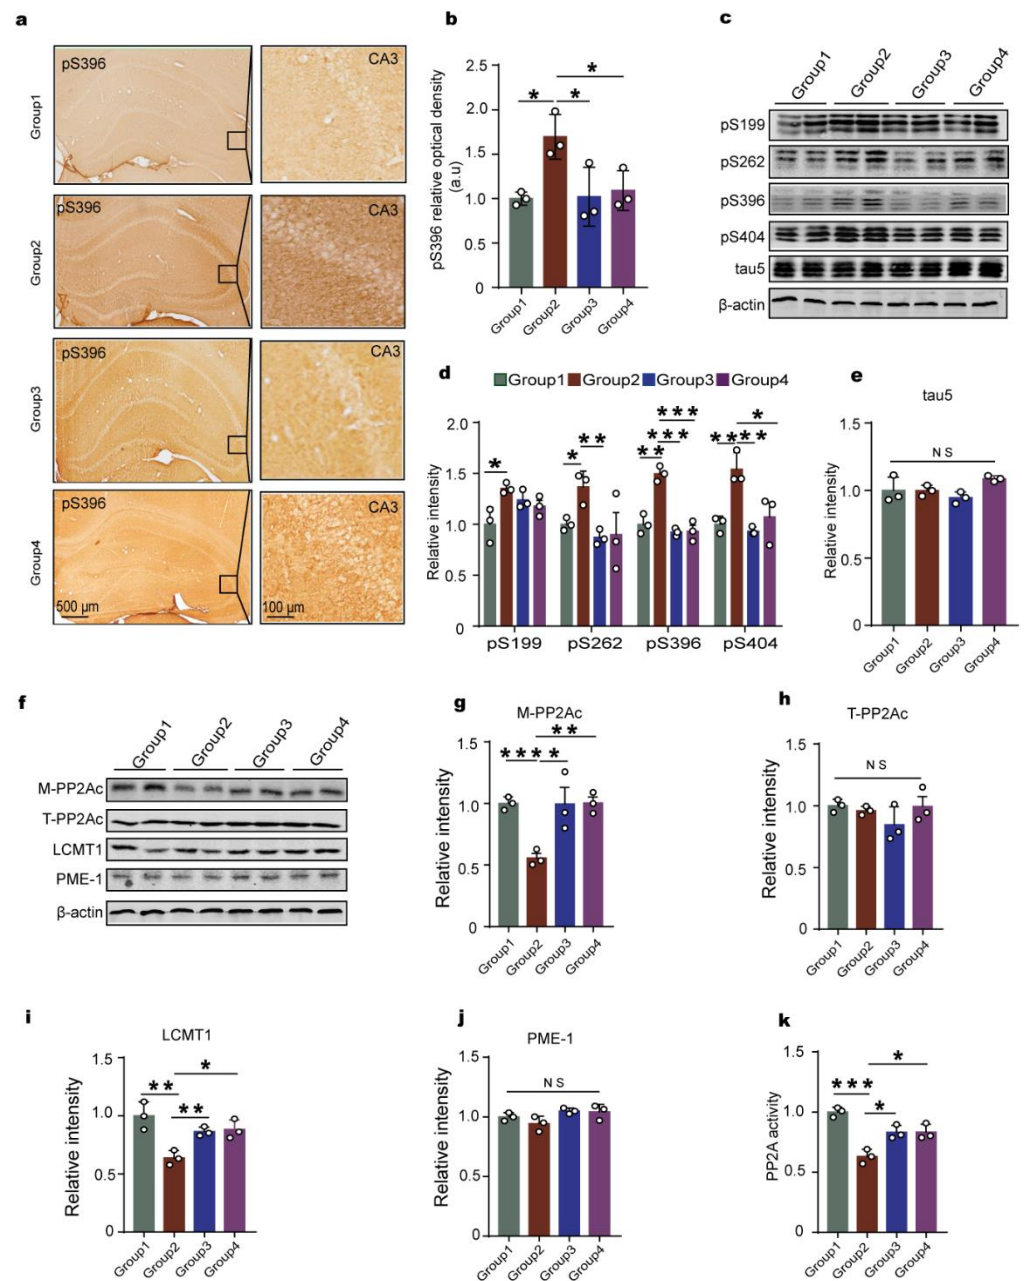 a
pS396
CA3
Group1
pS396
CA3
Group2
pS396
CA3
Group3
pS396
CA3
Group4
500 µm
100 µm
b
pS396 relative optical density
(a.u)
2.5
2.0
1.5
1.0
0.5
0
*
*
*
Group1
Group2
Group3
Group4
c
Group1
Group2
Group3
Group4
pS199
pS262
pS396
pS404
tau5
β-actin
d
Group1 Group2 Group3 Group4
Relative intensity
2.0
1.5
1.0
0.5
0
*
* **
** *** ***
** ** *
pS199 pS262 pS396 pS404
e
tau5
Relative intensity
1.5
1.0
1.5
0
NS
Group1
Group2
Group3
Group4
f
Group1
Group2
Group3
Group4
M-PP2Ac
T-PP2Ac
LCMT1
PME-1
β-actin
g
M-PP2Ac
Relative intensity
1.5
1.0
0.5
0
**
*** *
Group1
Group2
Group3
Group4
h
T-PP2Ac
Relative intensity
1.5
1.0
0.5
0
NS
Group1
Group2
Group3
Group4
i
LCMT1
Relative intensity
1.5
1.0
0.5
0
*
**
**
Group1
Group2
Group3
Group4
j
PME-1
Relative intensity
1.5
1.0
0.5
0
NS
Group1
Group2
Group3
Group4
k
PP2A activity
1.5
1.0
0.5
0
*
***
*
Group1
Group2
Group3
Group4